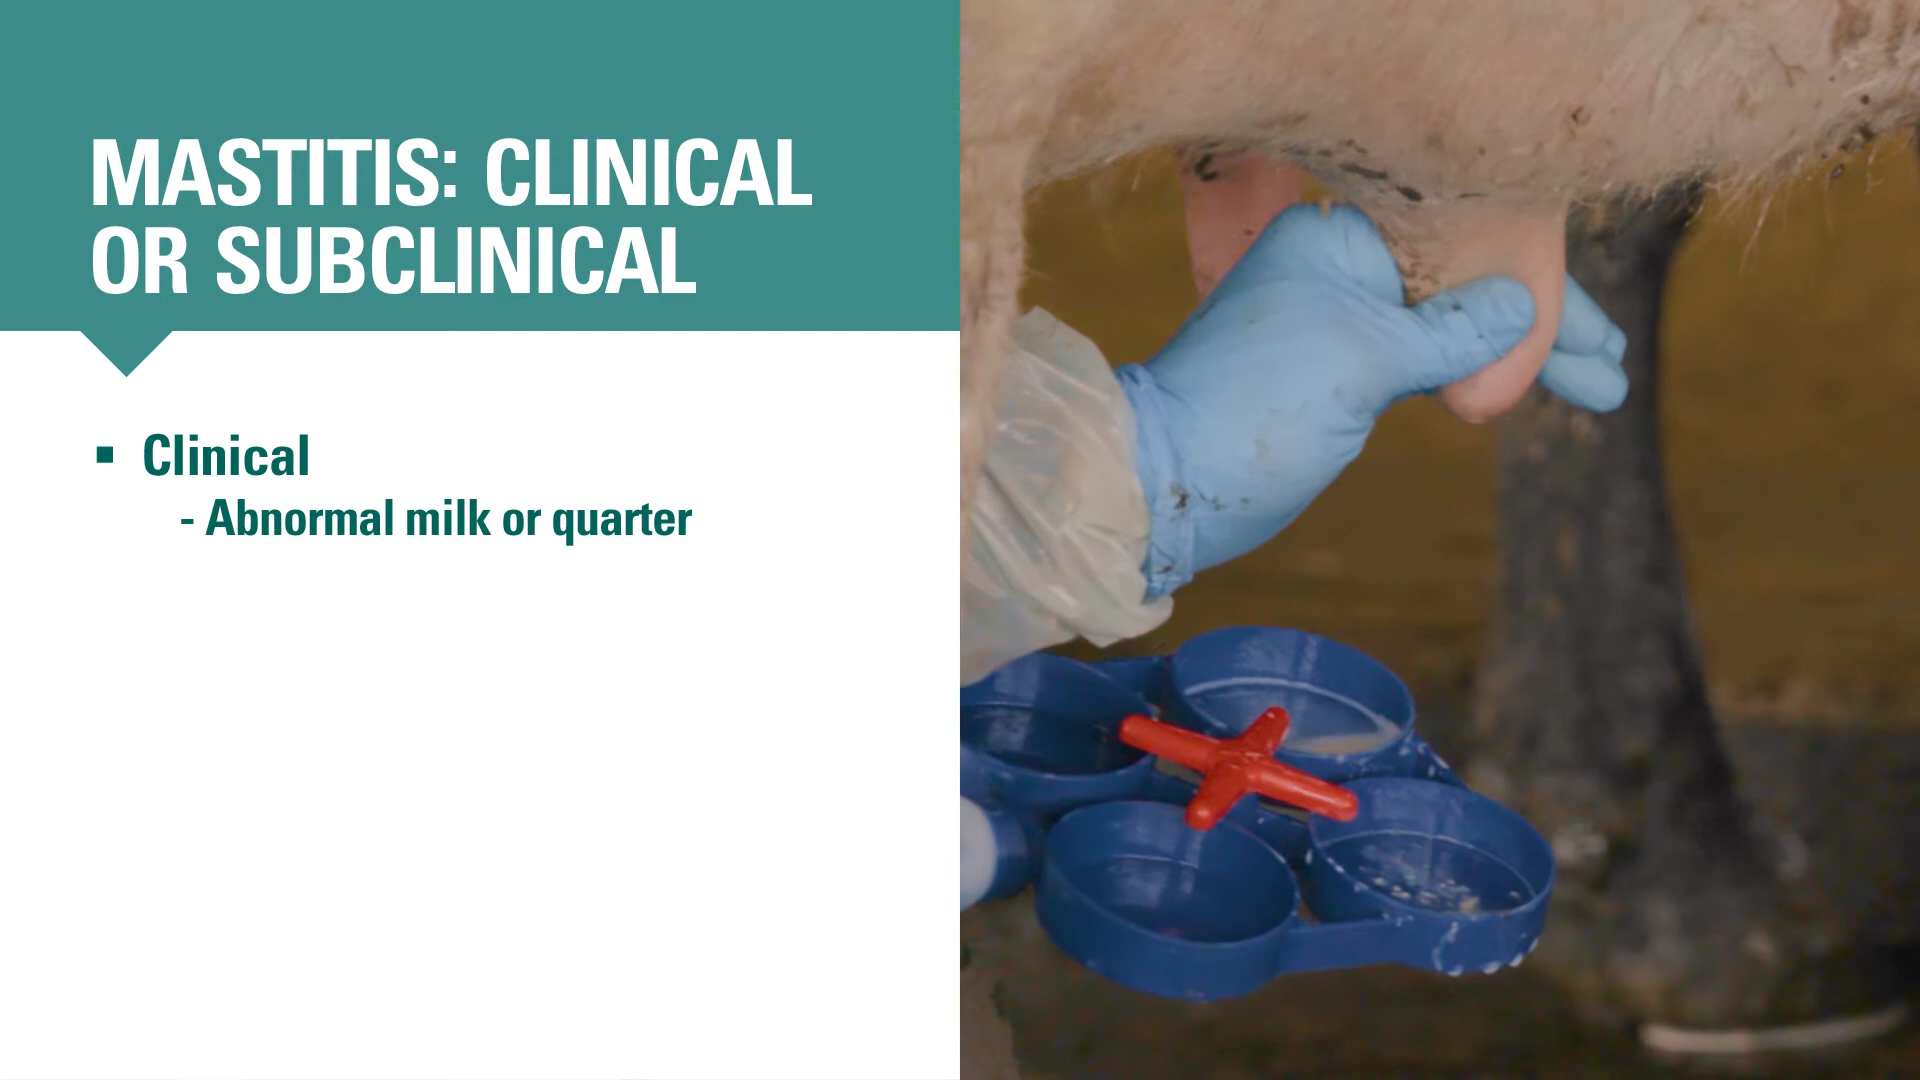 MASTITIS: CLINICAL
OR SUBCLINICAL
▪ Clinical
- Abnormal milk or quarter